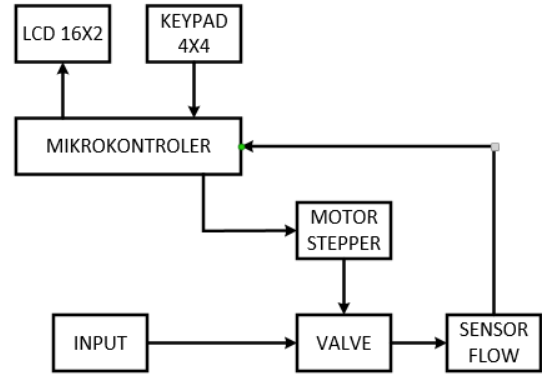 LCD 16X2
KEYPAD
4X4
MIKROKONTROLER
MOTOR
STEPPER
INPUT
VALVE
SENSOR
FLOW